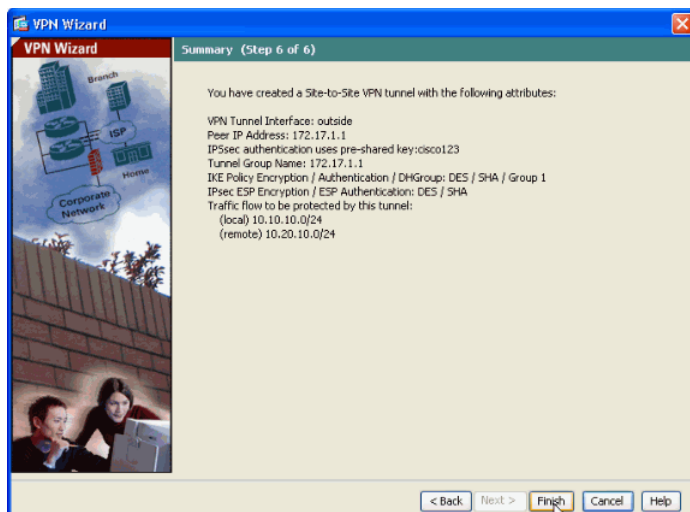 VPN Wizard
VPN Wizard
Summary (Step 6 of 6)
Branch
ISP
Home
Corporate
Network
You have created a Site-to-Site VPN tunnel with the following attributes:
VPN Tunnel Interface: outside
Peer IP Address: 172.17.1.1
IPSsec authentication uses pre-shared key:cisco123
Tunnel Group Name: 172.17.1.1
IKE Policy Encryption / Authentication / DHGroup: DES / SHA / Group 1
IPsec ESP Encryption / ESP Authentication: DES / SHA
Traffic flow to be protected by this tunnel:
(local) 10.10.10.0/24
(remote) 10.20.10.0/24
< Back Next > Finish Cancel Help